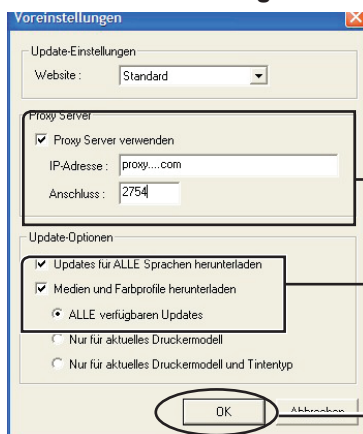 Voreinstellungen
Update-Einstellungen
Website : Standard
Proxy Server
Proxy Server verwenden
IP-Adresse : proxy....com
Anschluss : 2754
Update-Optionen
Updates für ALLE Sprachen herunterladen
Medien und Farbprofile herunterladen
ALLE verfügbaren Updates
Nur für aktuelles Druckermodell
Nur für aktuelles Druckermodell und Tintentyp
OK Abbrechen